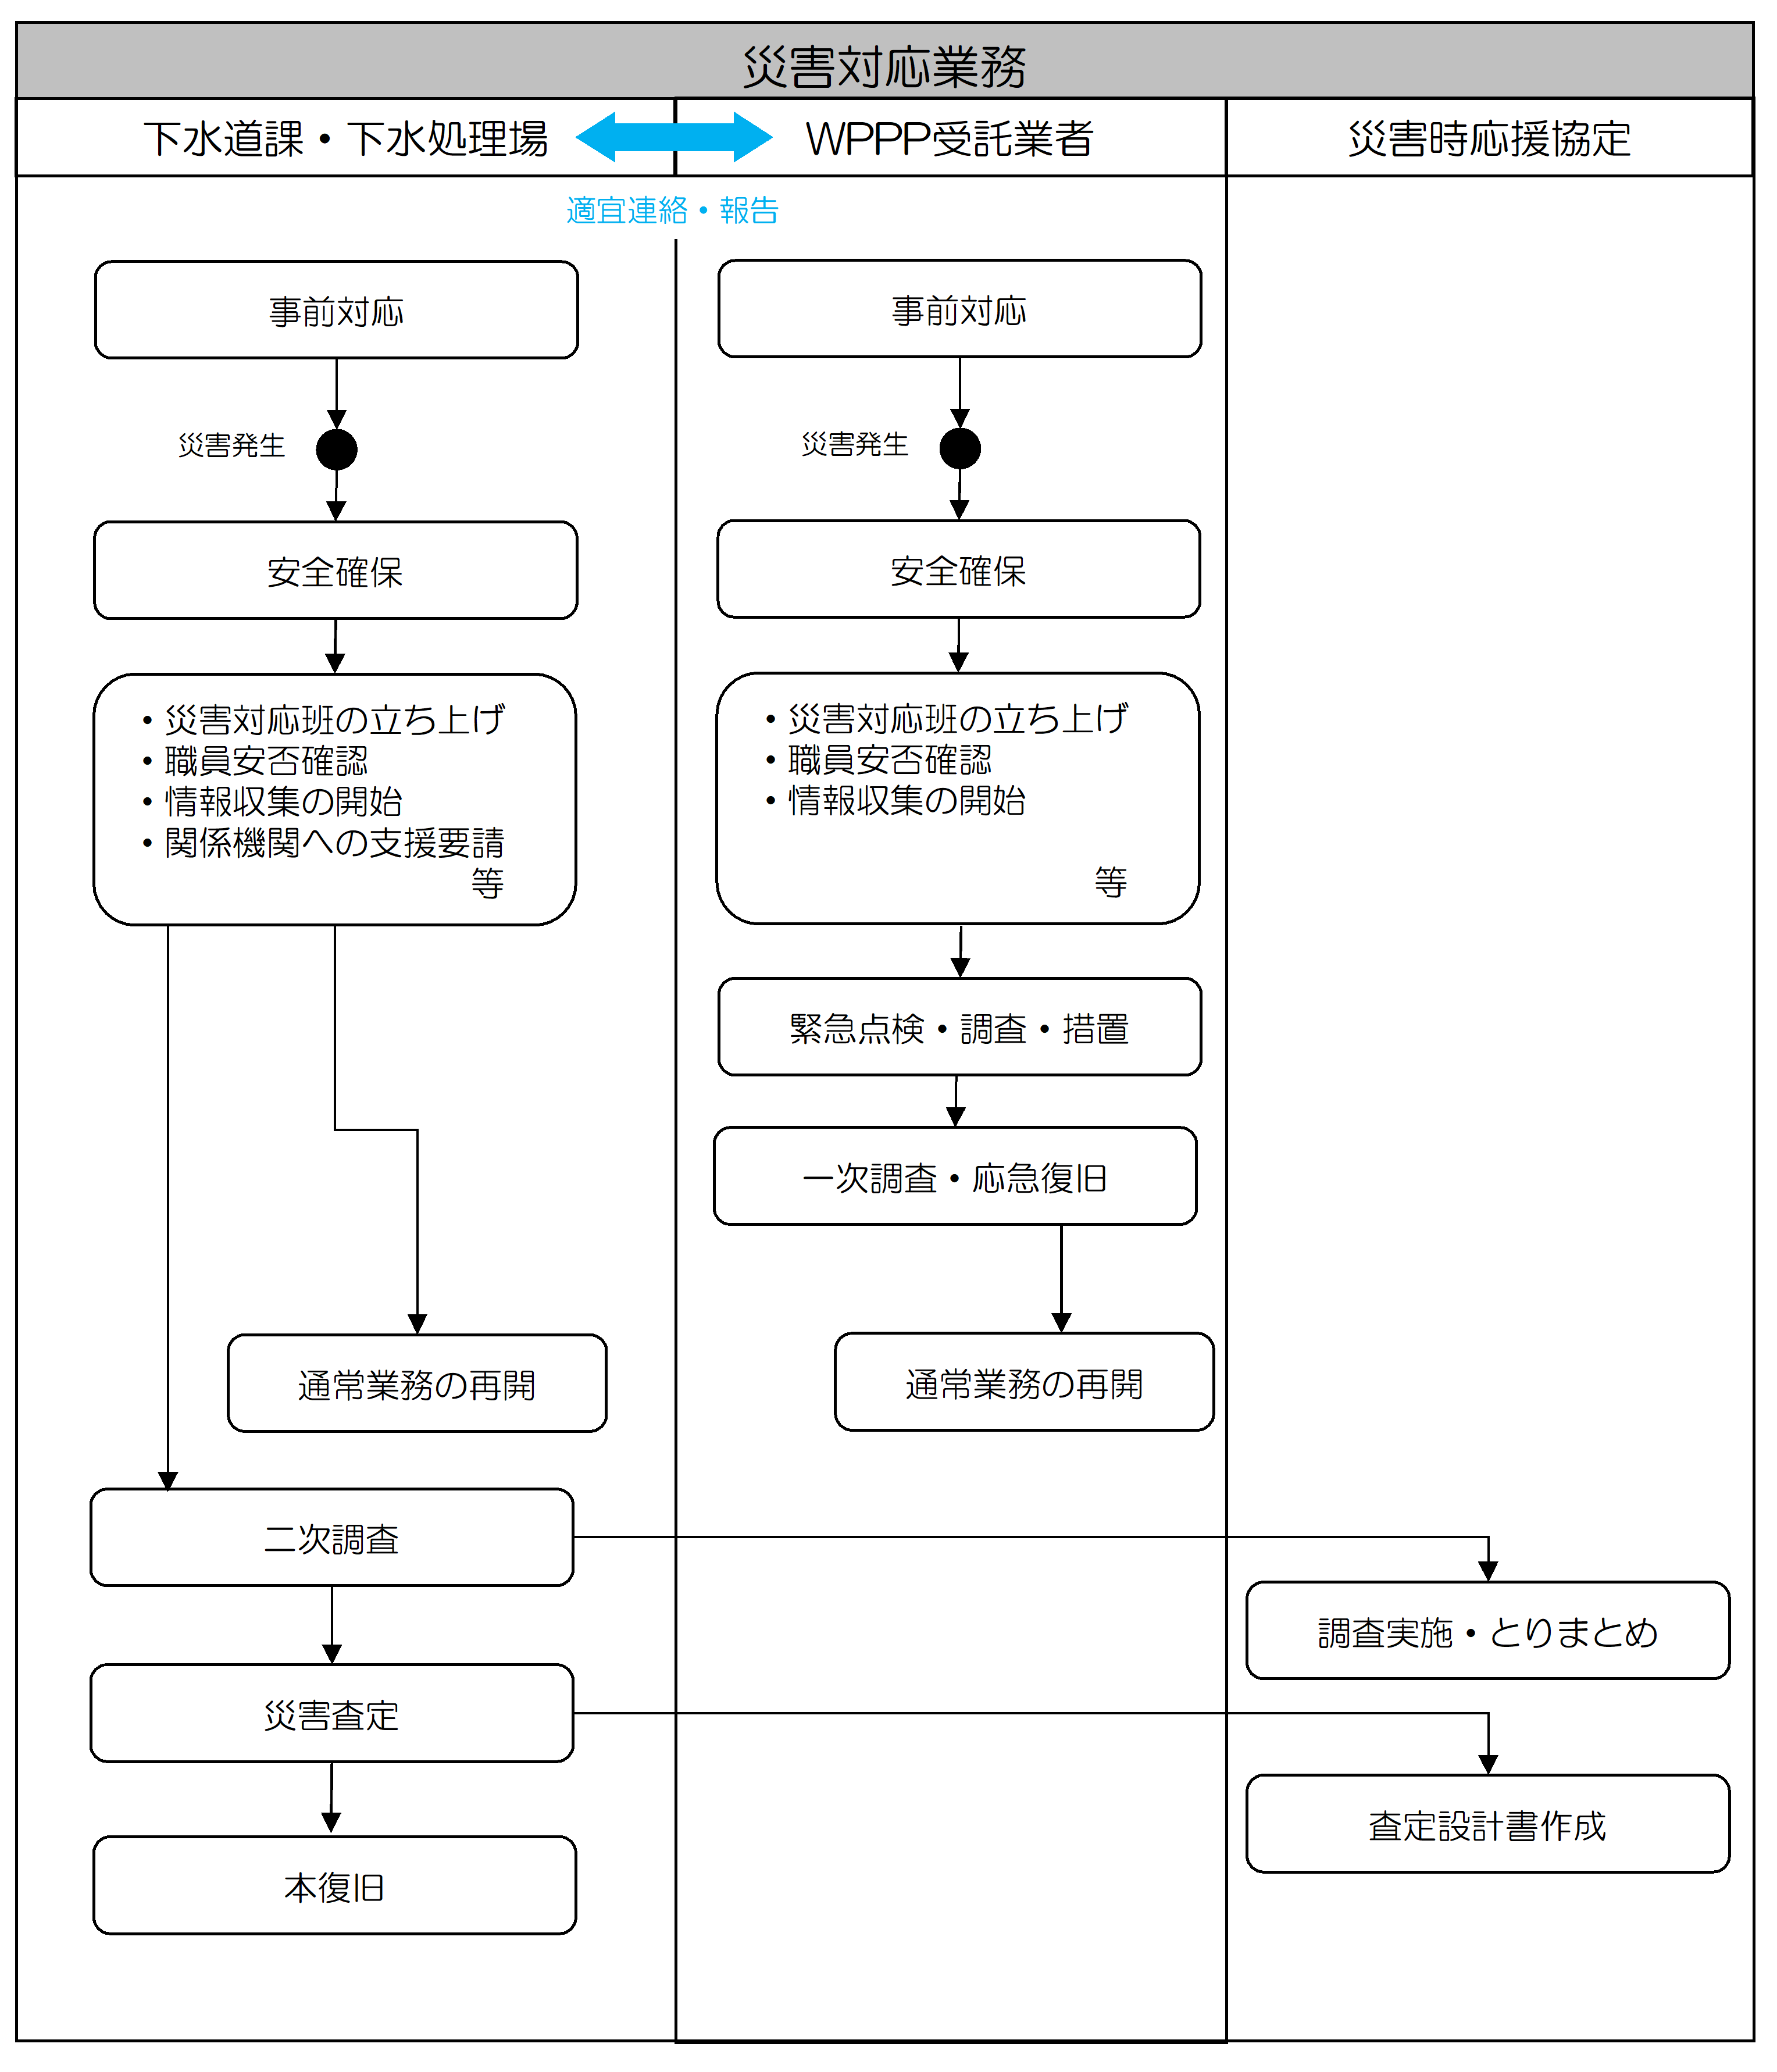 災害対応業務
下水道課・下水処理場
WPPP受託業者
災害時応援協定
適宜連絡・報告
事前対応
災害発生
安全確保
・災害対応班の立ち上げ
・職員安否確認
・情報収集の開始
・関係機関への支援要請
等
通常業務の再開
二次調査
災害査定
本復旧
事前対応
災害発生
安全確保
・災害対応班の立ち上げ
・職員安否確認
・情報収集の開始
等
緊急点検・調査・措置
一次調査・応急復旧
通常業務の再開
調査実施・とりまとめ
査定設計書作成